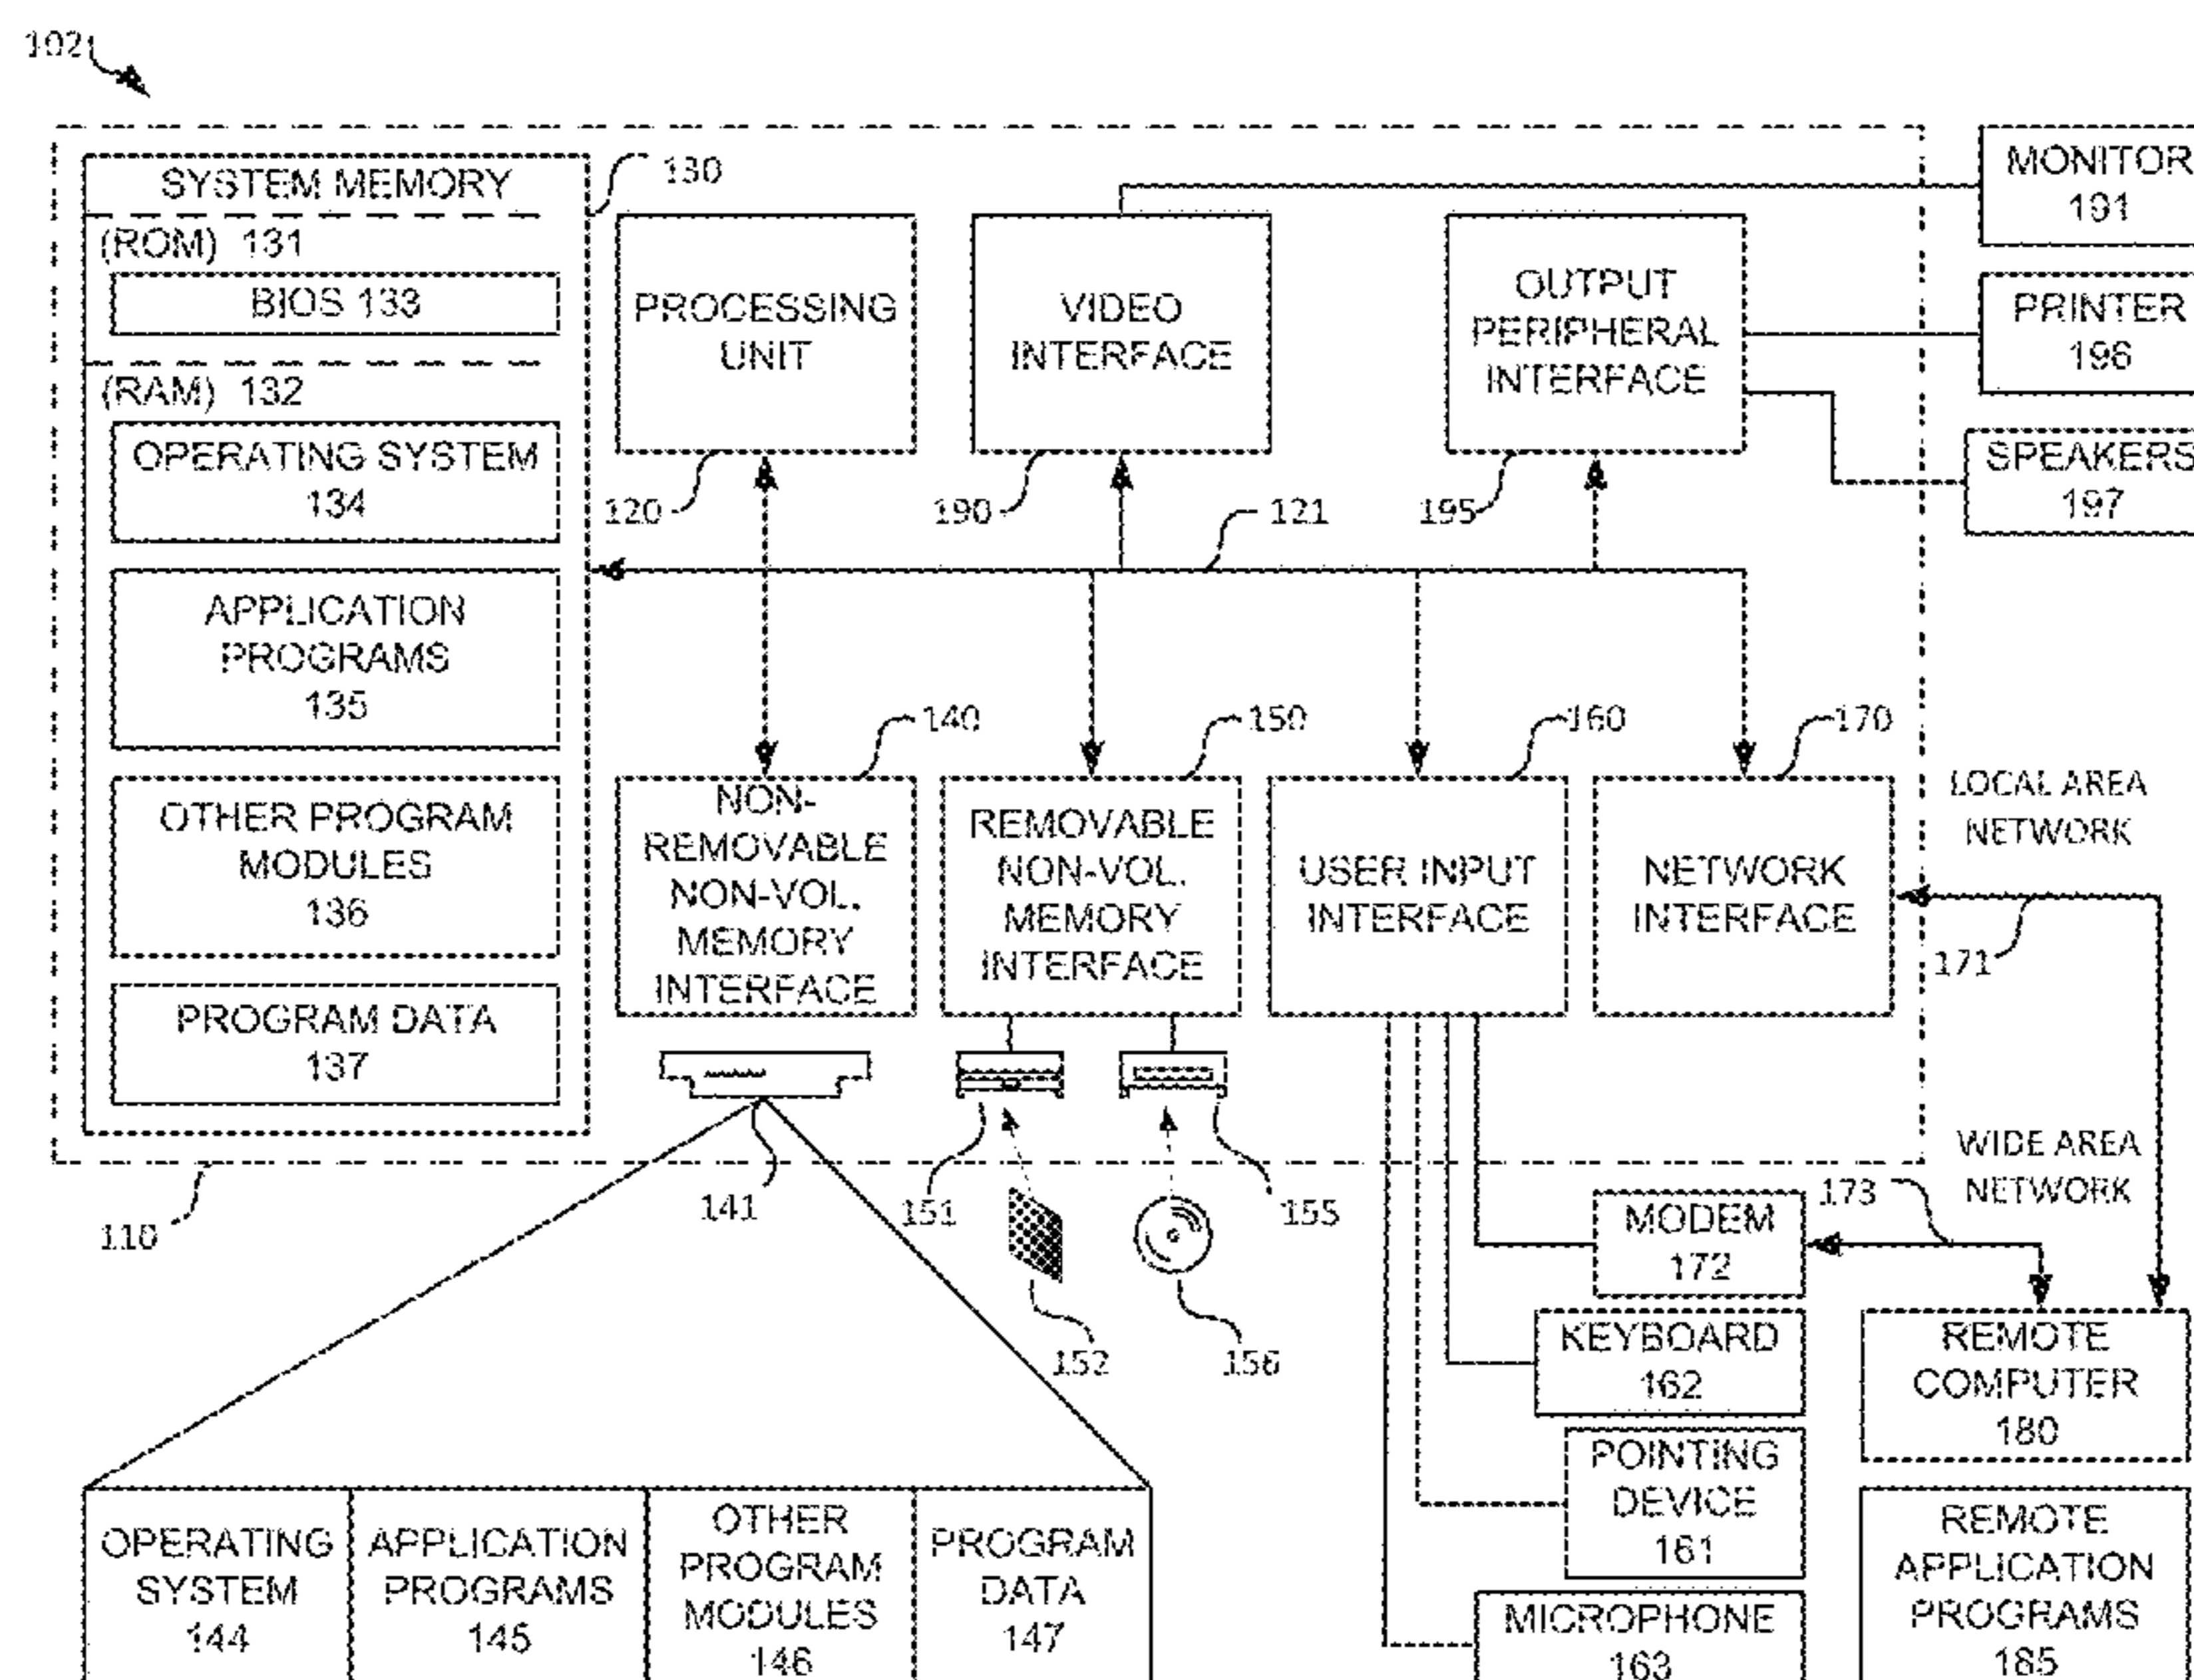 102
SYSTEM MEMORY
130
(ROM) 131
BIOS 133
(RAM) 132
OPERATING SYSTEM
134
APPLICATION
PROGRAMS
135
OTHER PROGRAM
MODULES
136
PROGRAM DATA
137
PROCESSING
UNIT
120
VIDEO
INTERFACE
190
121
OUTPUT
PERIPHERAL
INTERFACE
195
MONITOR
191
PRINTER
196
SPEAKERS
197
140
NON-
REMOVABLE
NON-VOL.
MEMORY
INTERFACE
150
REMOVABLE
NON-VOL.
MEMORY
INTERFACE
160
USER INPUT
INTERFACE
170
NETWORK
INTERFACE
LOCAL AREA
NETWORK
171
WIDE AREA
NETWORK
173
110
141
151
155
152
156
MODEM
172
KEYBOARD
162
POINTING
DEVICE
161
MICROPHONE
163
REMOTE
COMPUTER
180
REMOTE
APPLICATION
PROGRAMS
185
OPERATING
SYSTEM
144
APPLICATION
PROGRAMS
145
OTHER
PROGRAM
MODULES
146
PROGRAM
DATA
147